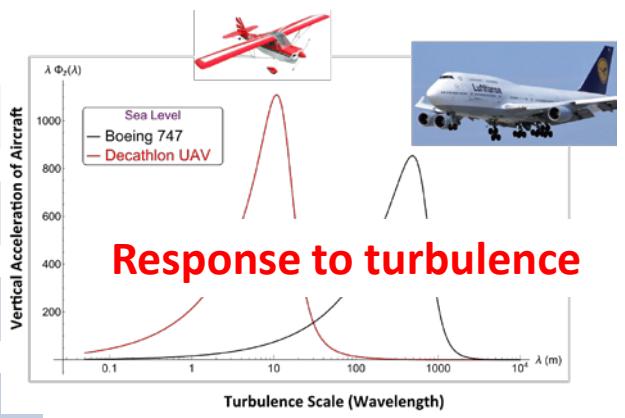 λ Φz(λ)
Sea Level
Boeing 747
Decathlon UAV
Lufthansa
Vertical Acceleration of Aircraft
1000
800
600
400
200
Response to turbulence
0.1
1
10
100
1000
10⁴
λ (m)
Turbulence Scale (Wavelength)